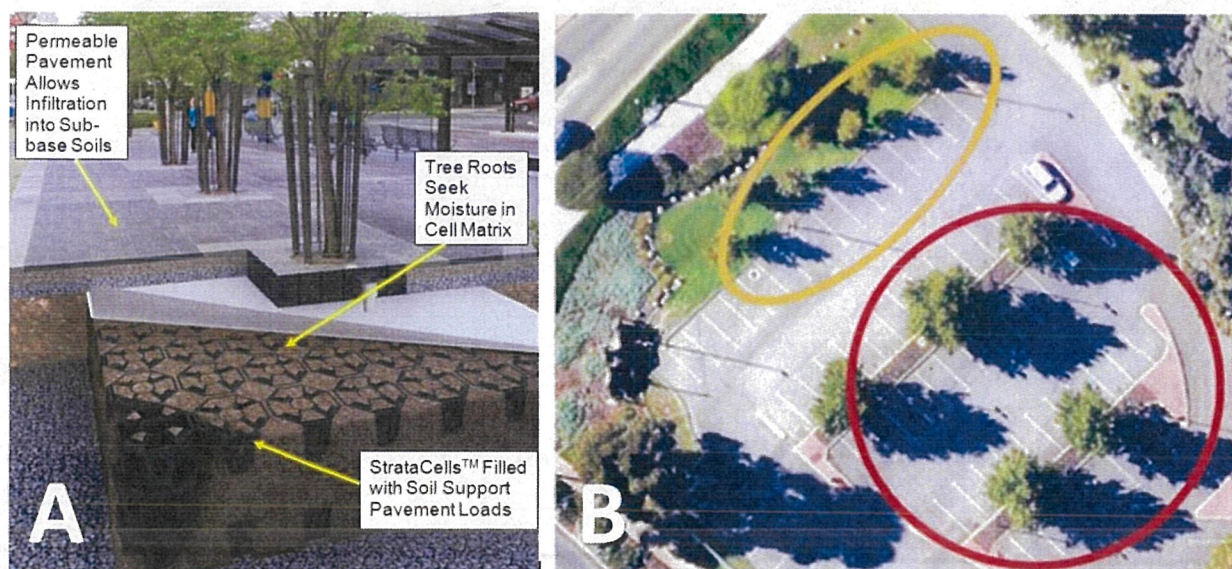 Permeable
Pavement
Allows
Infiltration
into Sub-
base Soils
Tree Roots
Seek
Moisture in
Cell Matrix
StrataCells™ Filled
with Soil Support
Pavement Loads
A
B